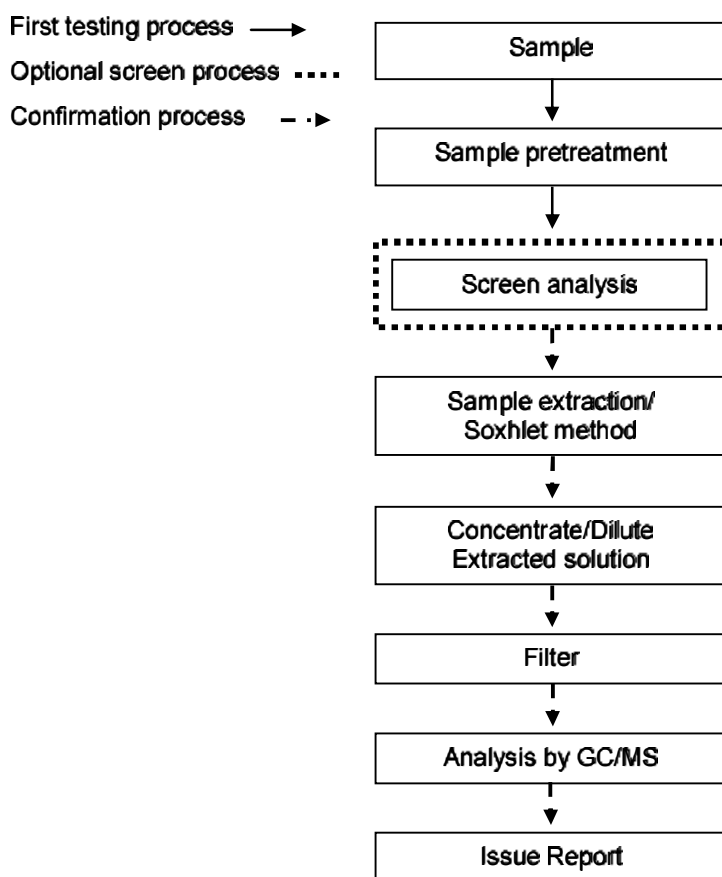 First testing process
Optional screen process
Confirmation process
Sample
Sample pretreatment
Screen analysis
Sample extraction/
Soxhlet method
Concentrate/Dilute
Extracted solution
Filter
Analysis by GC/MS
Issue Report